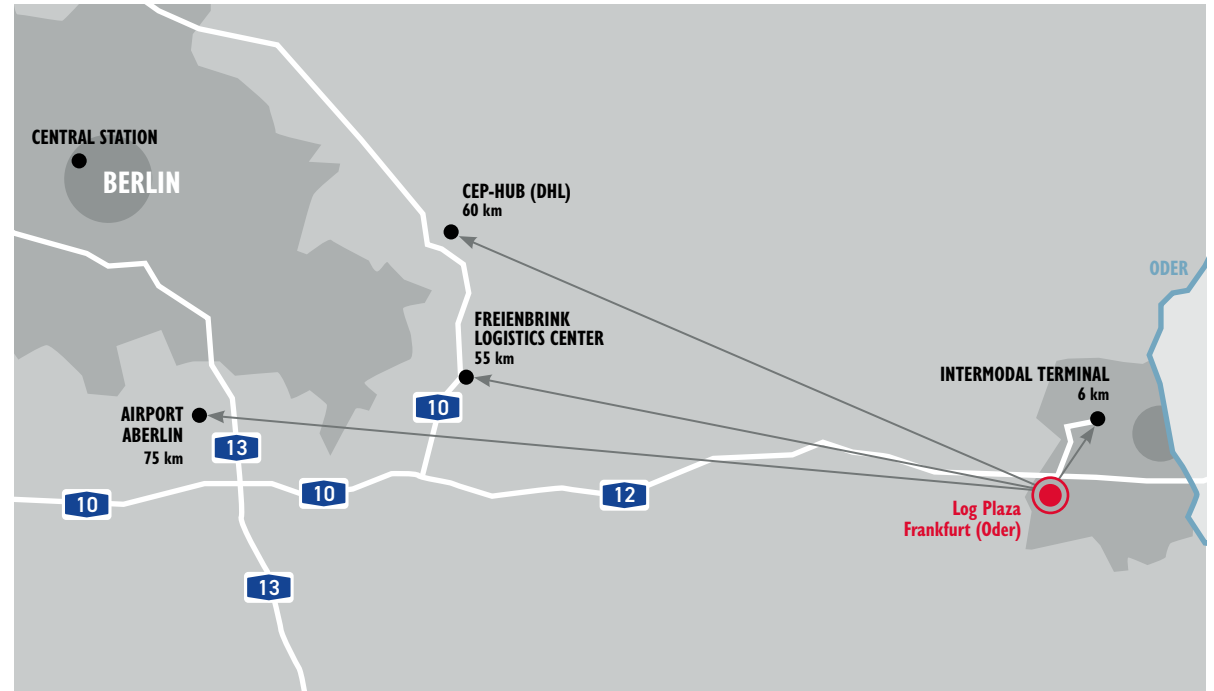 CENTRAL STATION
BERLIN
CEP-HUB (DHL)
60 km
ODER
FREIENBRINK
LOGISTICS CENTER
55 km
INTERMODAL TERMINAL
6 km
AIRPORT
ABERLIN
75 km
10
13
10
10
12
Log Plaza
Frankfurt (Oder)
13